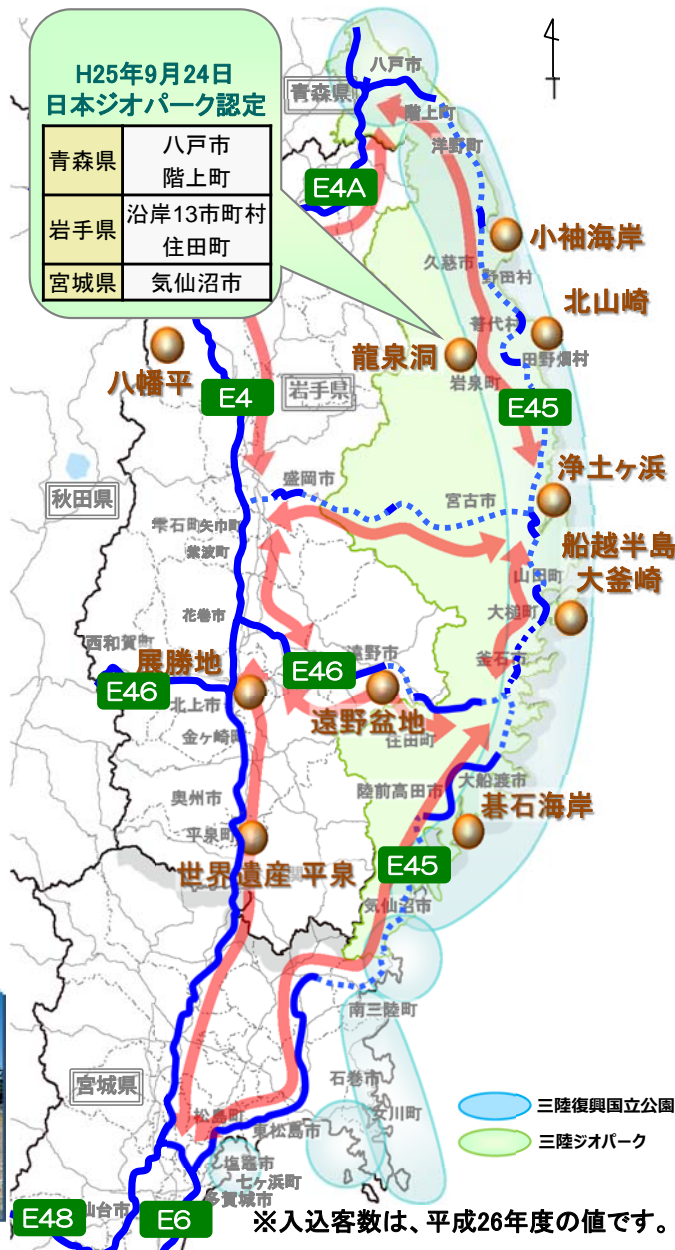 H25年9月24日
日本ジオパーク認定
青森県
八戸市
階上町
岩手県
沿岸13市町村
住田町
宮城県
気仙沼市
八戸市
青森県
階上町
洋野町
E4A
小袖海岸
久慈市
野田村
北山崎
普代村
田野畑村
龍泉洞
岩泉町
八幡平
E4
岩手県
E45
浄土ヶ浜
盛岡市
宮古市
秋田県
雫石町
矢巾町
紫波町
船越半島
大釜崎
山田町
大槌町
花巻市
西和賀町
展勝地
遠野市
釜石市
E46
E46
北上市
遠野盆地
金ヶ崎町
住田町
大船渡市
奥州市
陸前高田市
碁石海岸
平泉町
世界遺産 平泉
E45
気仙沼市
南三陸町
宮城県
石巻市
女川町
松島町
東松島市
塩竈市
七ヶ浜町
多賀城市
仙台市
E48
E6
三陸復興国立公園
三陸ジオパーク
※入込客数は、平成26年度の値です。